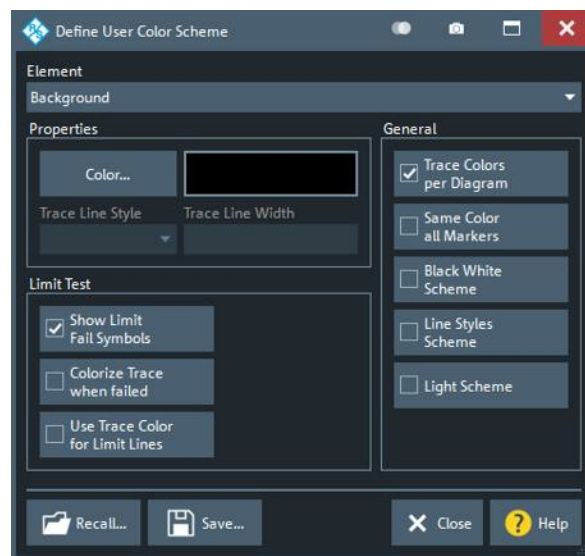 Define User Color Scheme
Element
Background
Properties
Color...
Trace Line Style
Trace Line Width
Limit Test
Show Limit
Fail Symbols
Colorize Trace
when failed
Use Trace Color
for Limit Lines
General
Trace Colors
per Diagram
Same Color
all Markers
Black White
Scheme
Line Styles
Scheme
Light Scheme
Recall...
Save...
Close
? Help